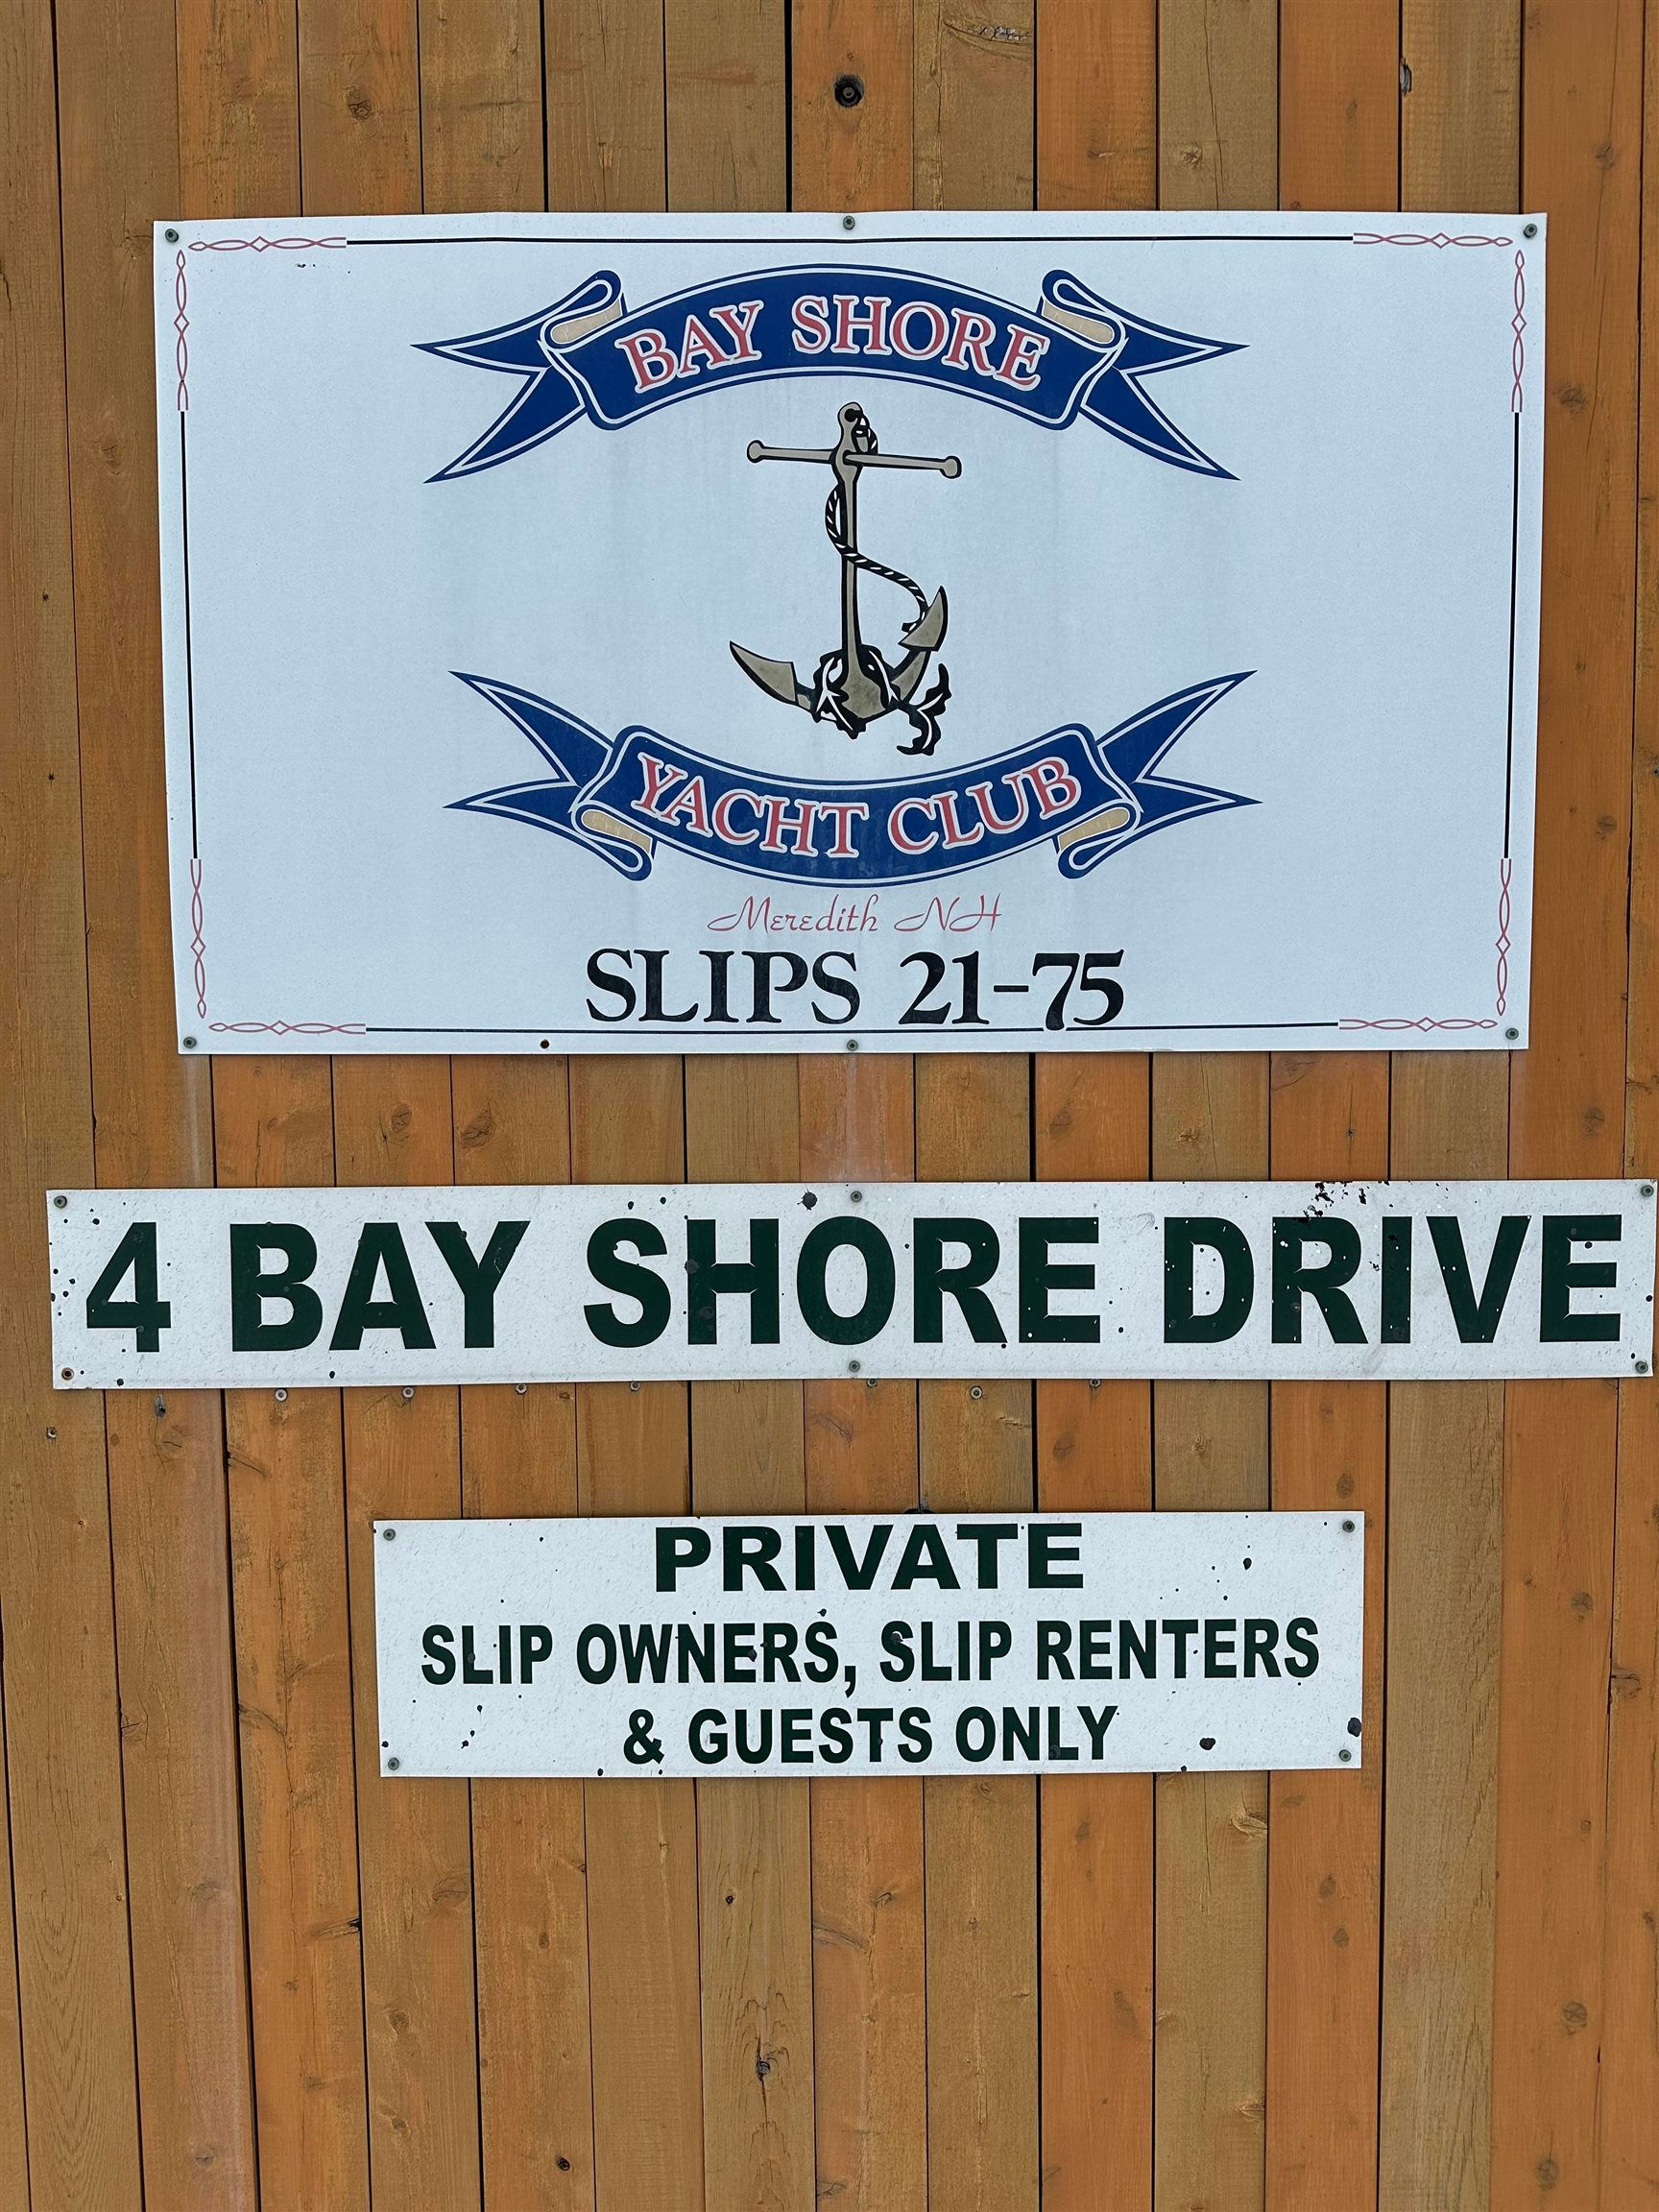 BAY SHORE
YACHT CLUB
Meredith NH
SLIPS 21-75
4 BAY SHORE DRIVE
PRIVATE
SLIP OWNERS, SLIP RENTERS
& GUESTS ONLY